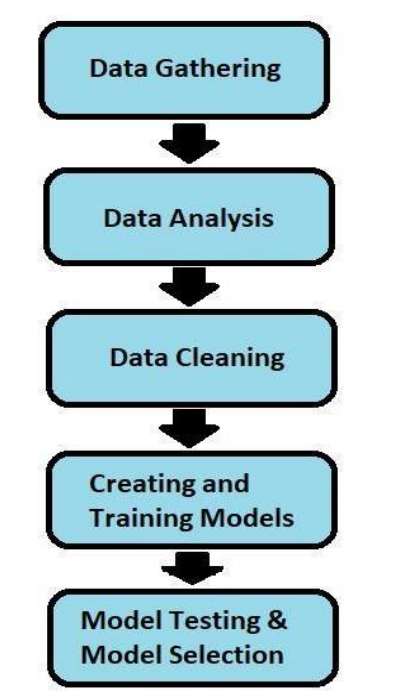 Data Gathering
Data Analysis
Data Cleaning
Creating and
Training Models
Model Testing &
Model Selection